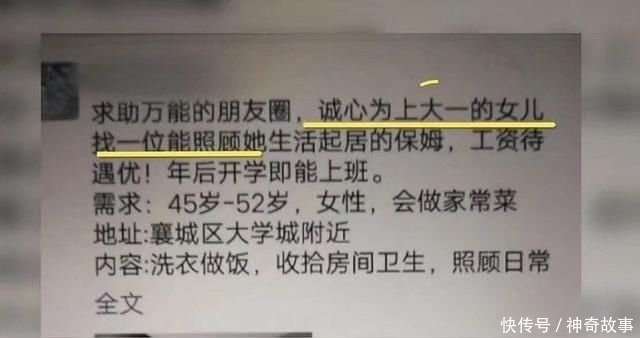 求助万能的朋友圈，诚心为上大一的女儿
找一位能照顾她生活起居的保姆，工资待
遇优！年后开学即能上班。
需求：45岁-52岁，女性，会做家常菜
地址:襄城区大学城附近
内容:洗衣做饭，收拾房间卫生，照顾日常
全文
快传号／神奇故事